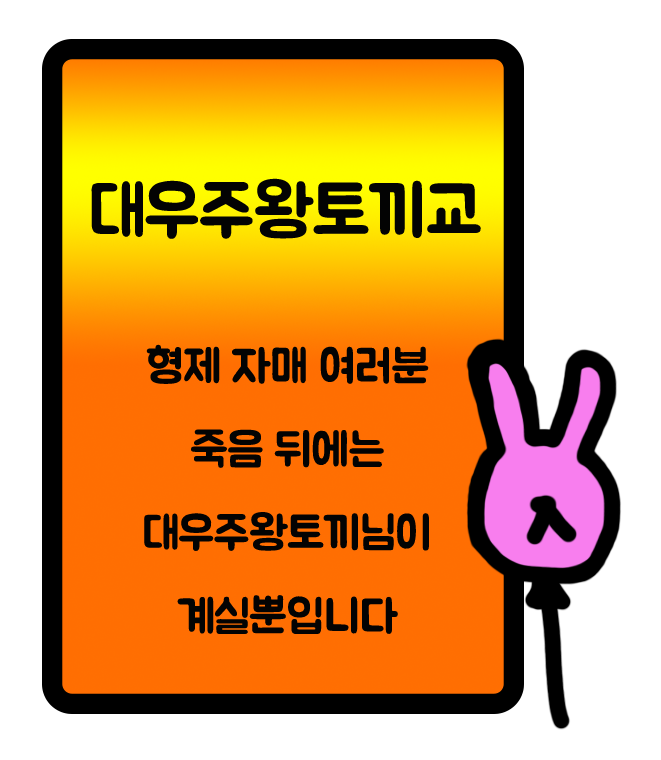 대우주왕토끼교
형제 자매 여러분
죽음 뒤에는
대우주왕토끼님이
계실뿐입니다